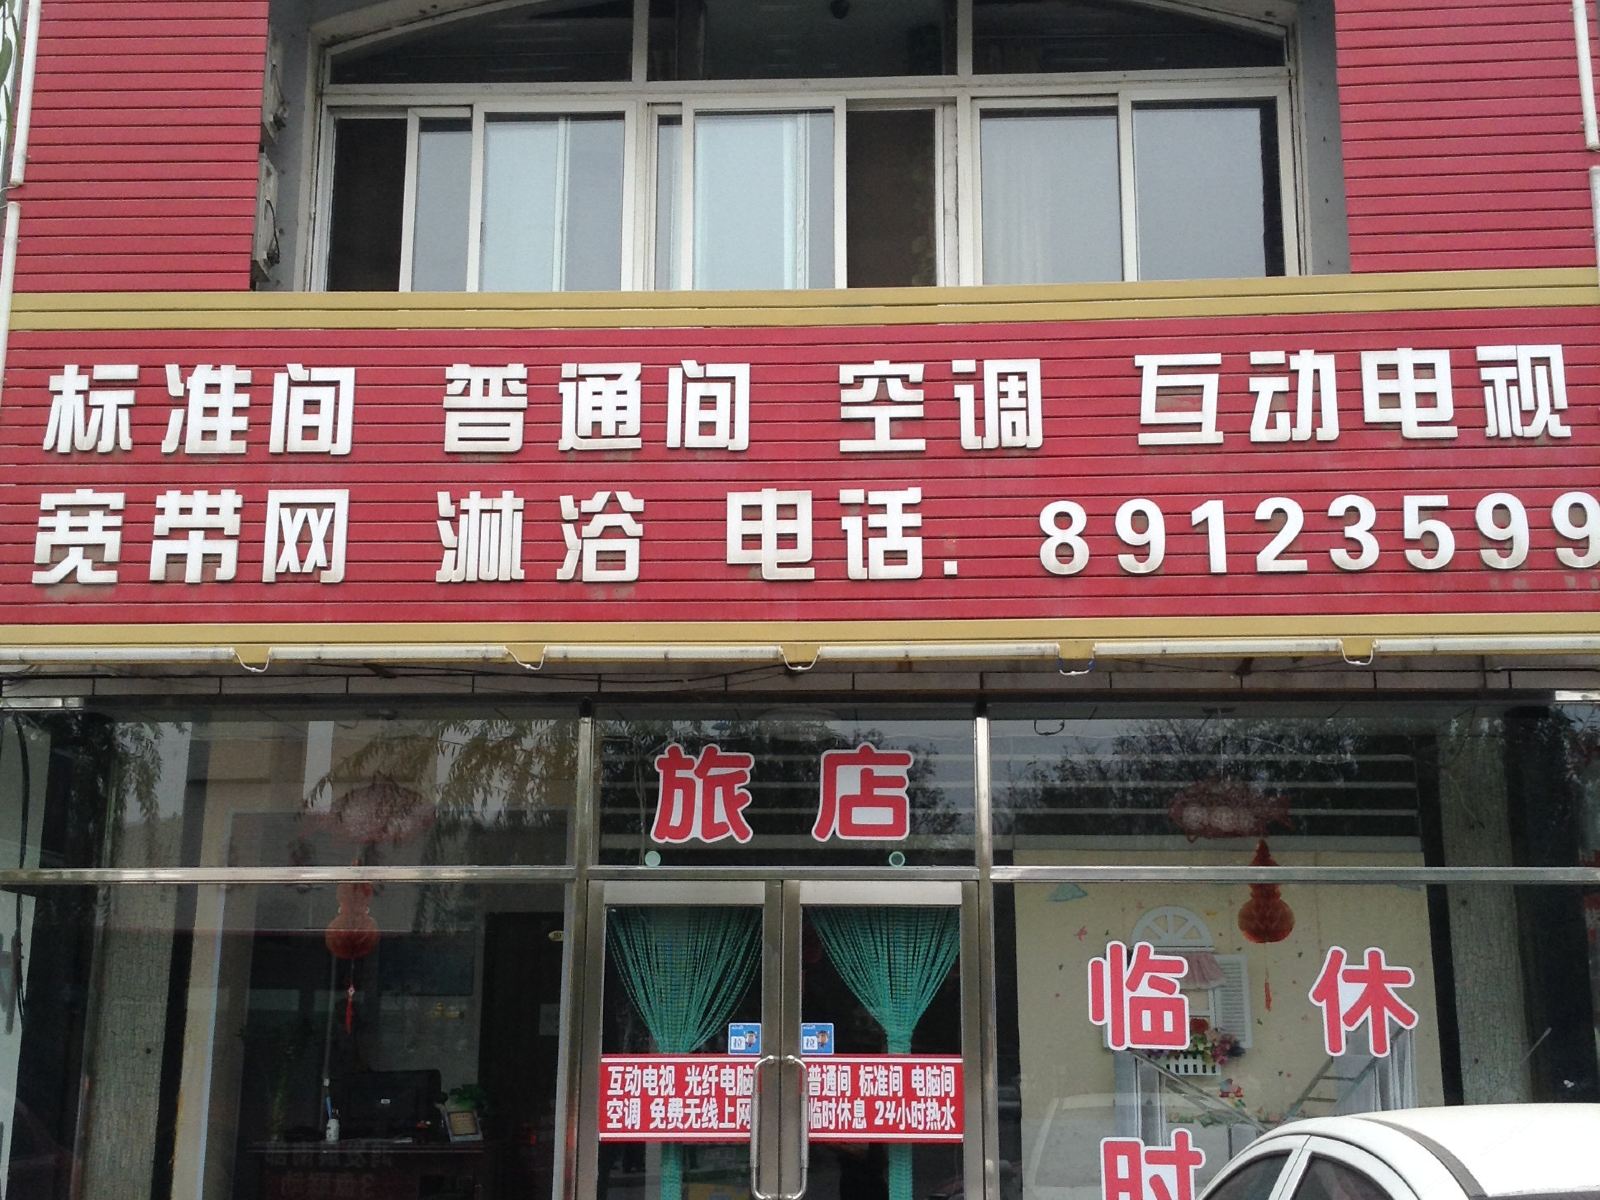 标准间 普通间 空调 互动电视
宽带网 淋浴 电话: 89123599
旅店
临休
时
拉 拉
互动电视 光纤电脑
空调 免费无线上网
普通间 标准间 电脑间
临时休息 24小时热水